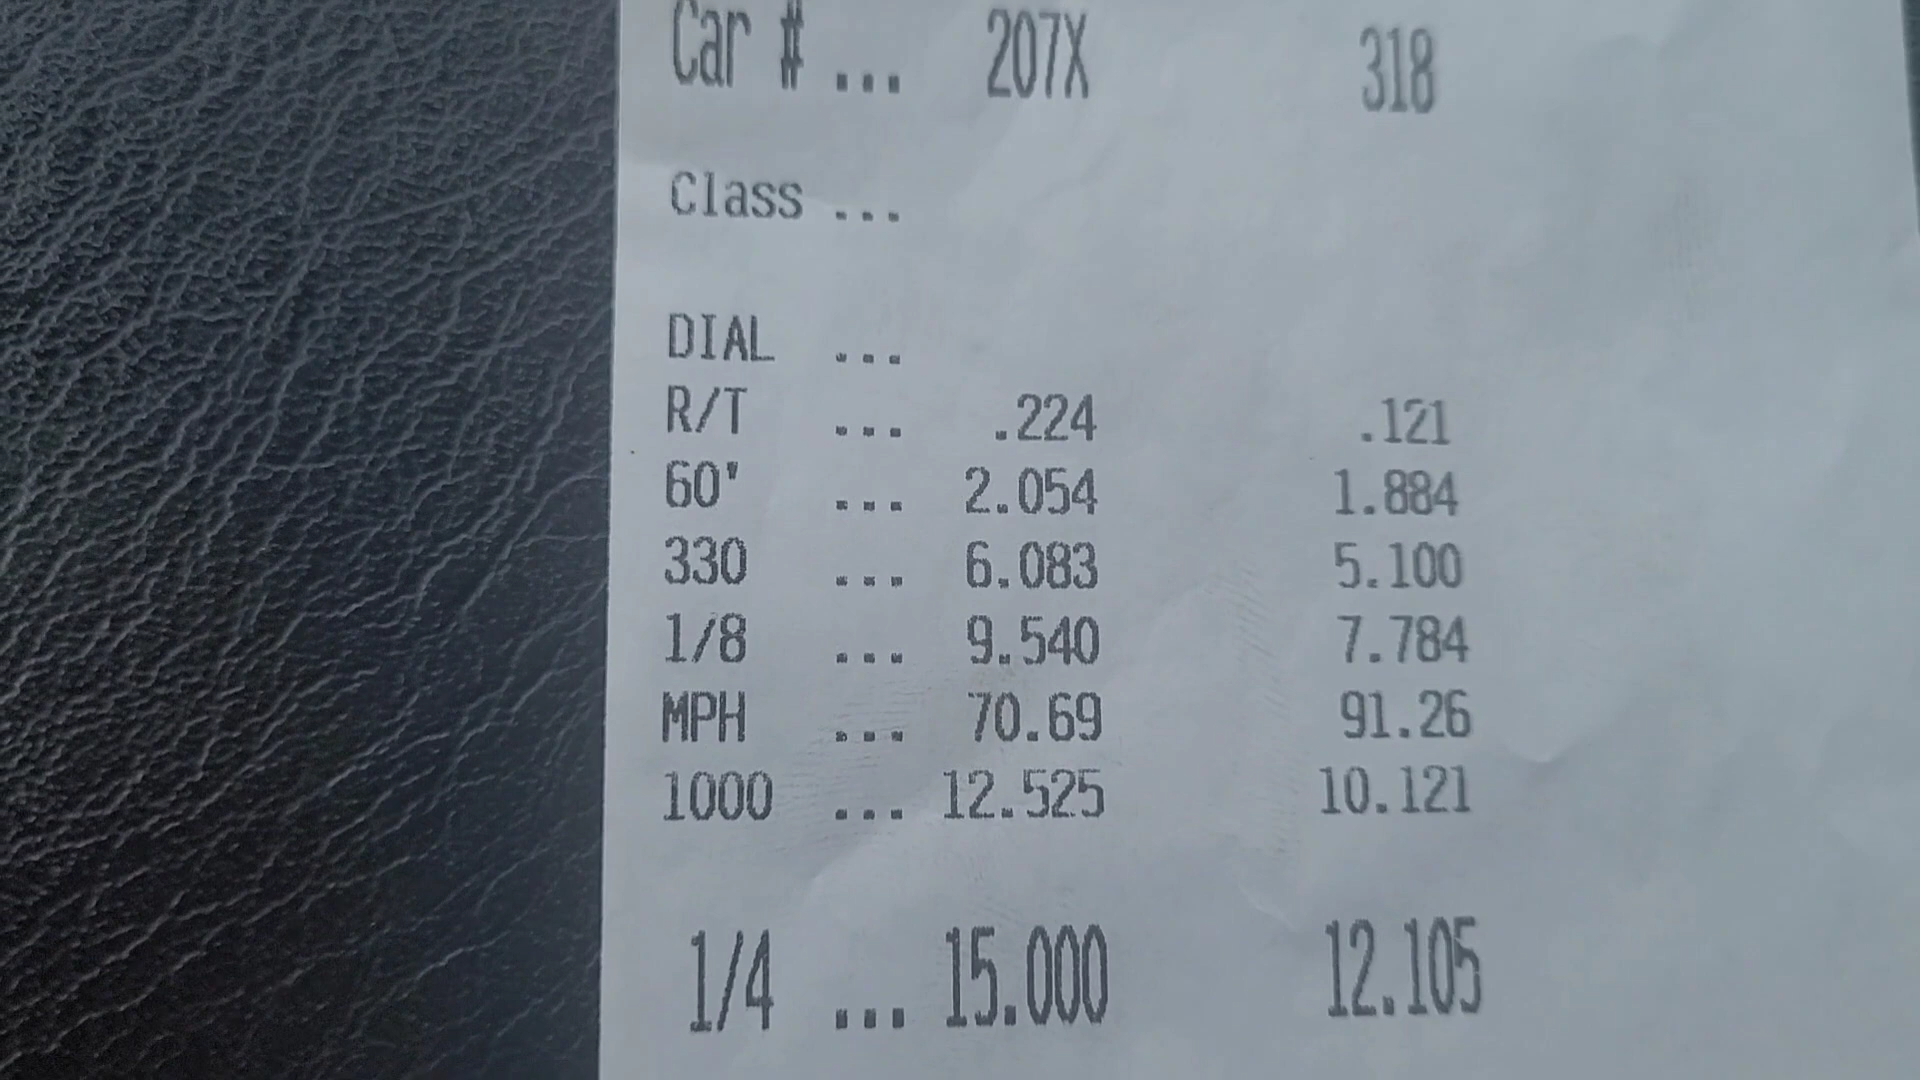 Car # ... 207X 318
Class ...
DIAL ...
R/T ... .224 .121
60' ... 2.054 1.884
330 ... 6.083 5.100
1/8 ... 9.540 7.784
MPH ... 70.69 91.26
1000 ... 12.525 10.121
1/4 ... 15.000 12.105